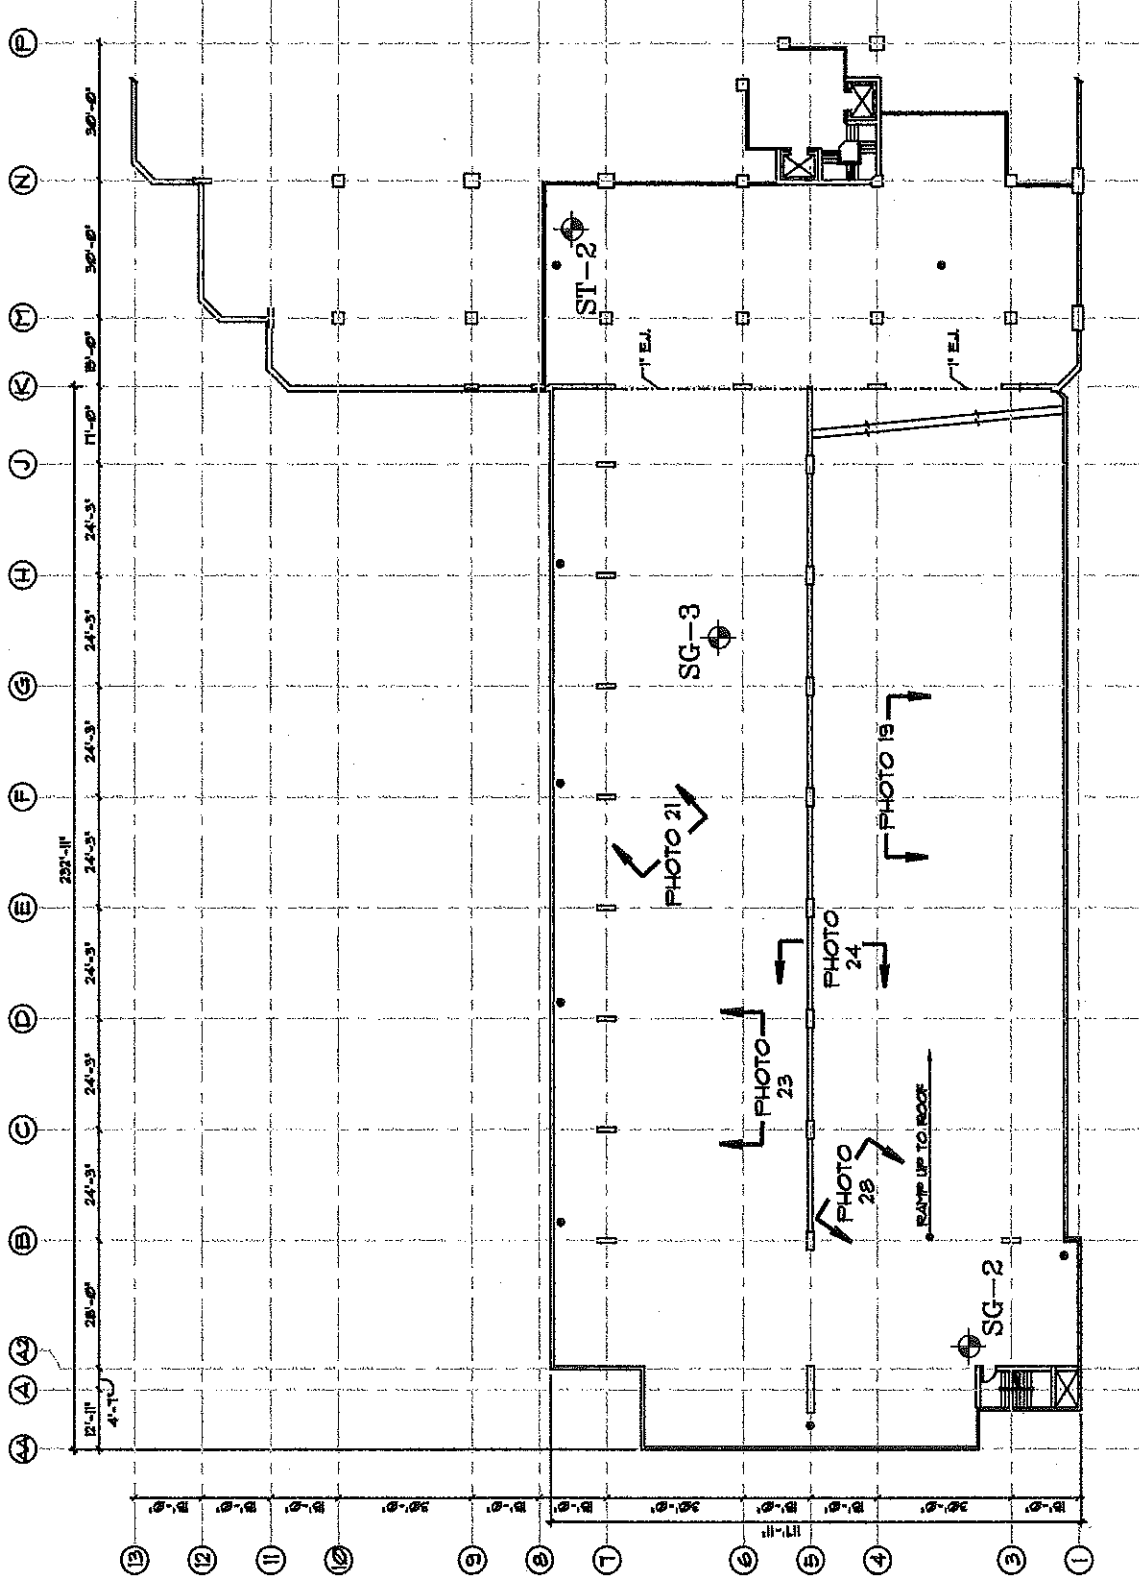 AA
A
A2
B
C
D
E
F
G
H
J
K
M
N
P
12'-11"
4'-7"
28'-0"
24'-3"
24'-3"
24'-3"
24'-3"
24'-3"
24'-3"
24'-3"
17'-0"
15'-0"
30'-0"
30'-0"
232'-11"
13
12
11
10
9
8
7
6
5
4
3
1
117'-11"
ST-2
SG-3
SG-2
1" E.J.
1" E.J.
PHOTO 21
PHOTO 19
PHOTO
24
PHOTO
23
PHOTO
28
RAMP UP TO ROOF